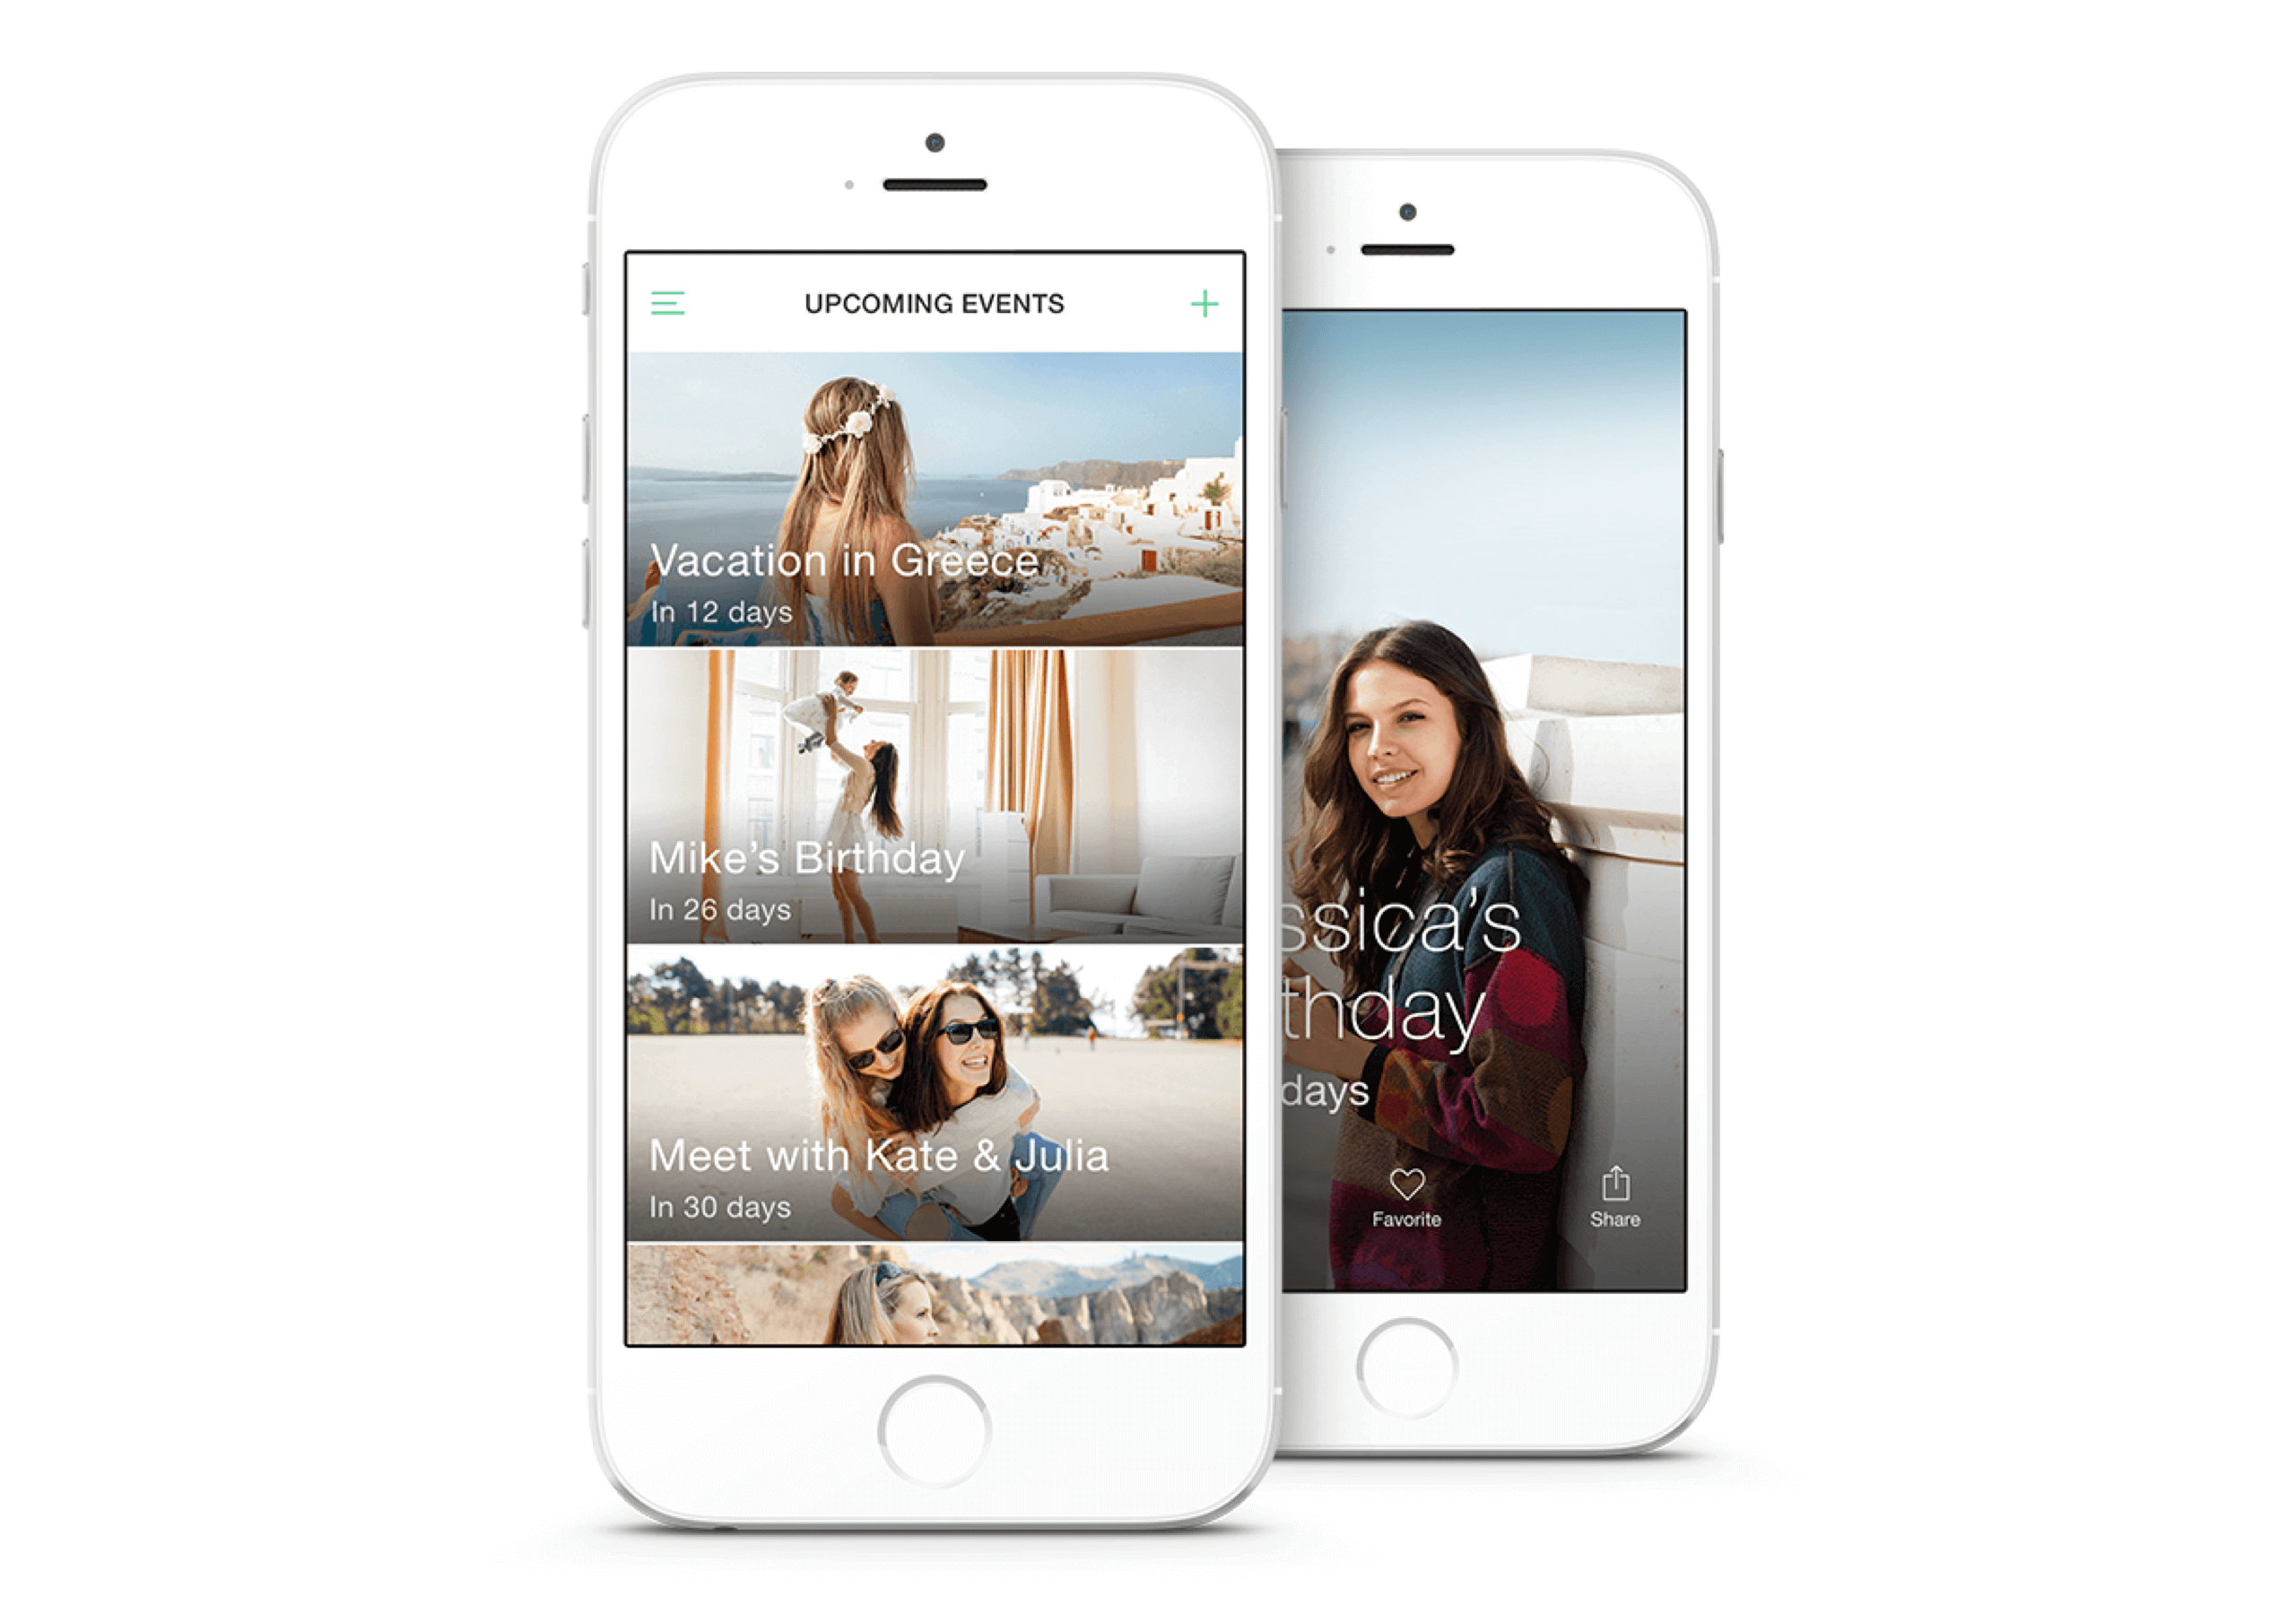 UPCOMING EVENTS
Vacation in Greece
In 12 days
Mike’s Birthday
In 26 days
Meet with Kate & Julia
In 30 days
ssica’s
thday
days
Favorite
Share